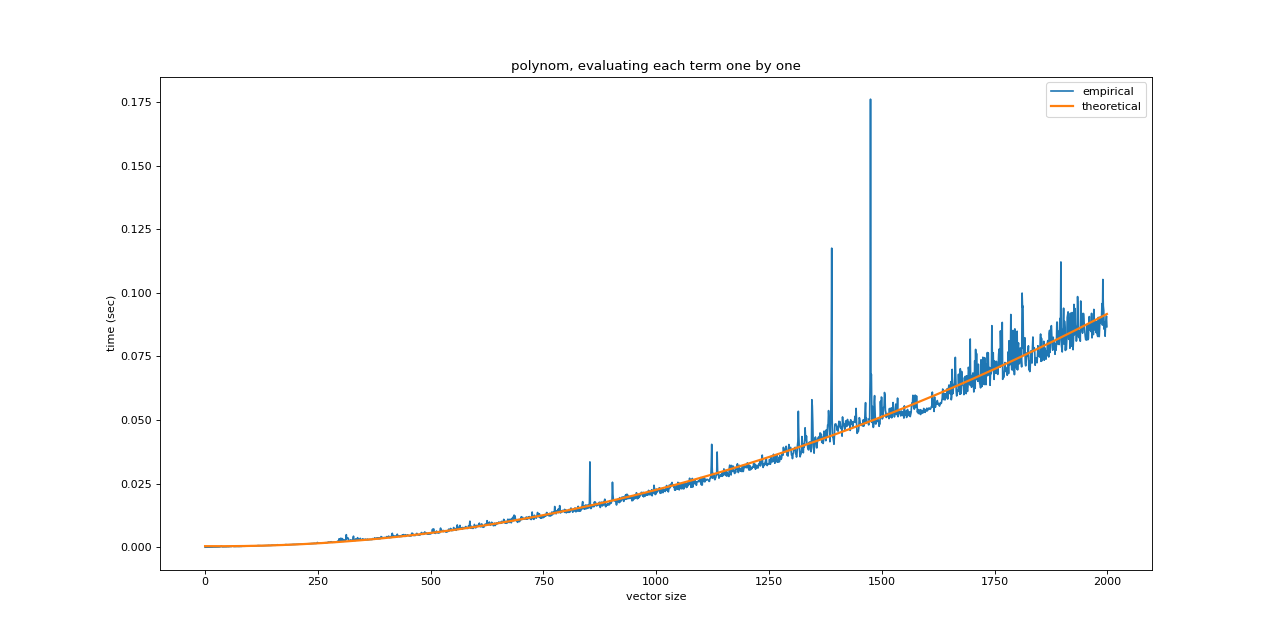 polynom, evaluating each term one by one
empirical
theoretical
0.175
0.150
0.125
0.100
0.075
0.050
0.025
0.000
time (sec)
0 250 500 750 1000 1250 1500 1750 2000
vector size